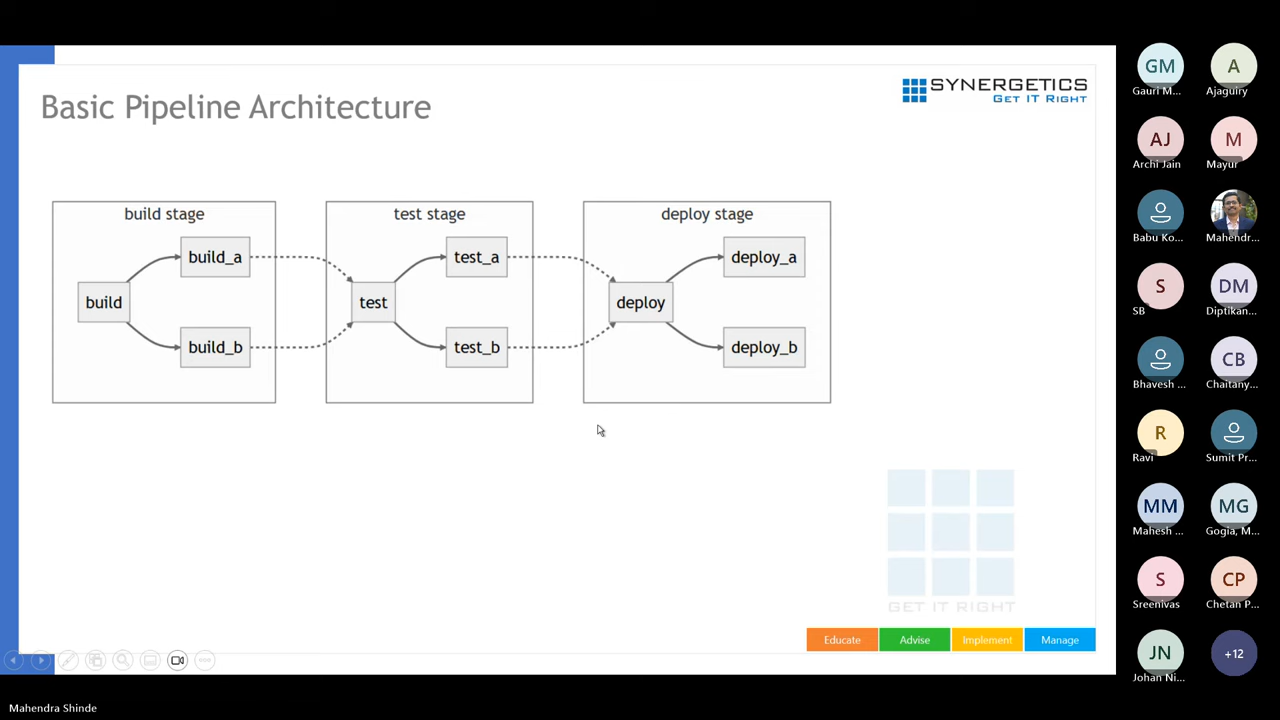 Basic Pipeline Architecture
SYNERGETICS
GET IT RIGHT
build stage
build
build_a
build_b
test stage
test
test_a
test_b
deploy stage
deploy
deploy_a
deploy_b
GET IT RIGHT
Educate
Advise
Implement
Manage
GM
Gauri M...
A
Ajaguiry
AJ
Archi Jain
M
Mayur
Babu Ko...
Mahendr...
S
SB
DM
Diptikan...
Bhavesh ...
CB
Chaitany...
R
Ravi
Sumit Pr...
MM
Mahesh ...
MG
Gogia, M...
S
Sreenivas
CP
Chetan P...
JN
Johan Ni...
+12
Mahendra Shinde